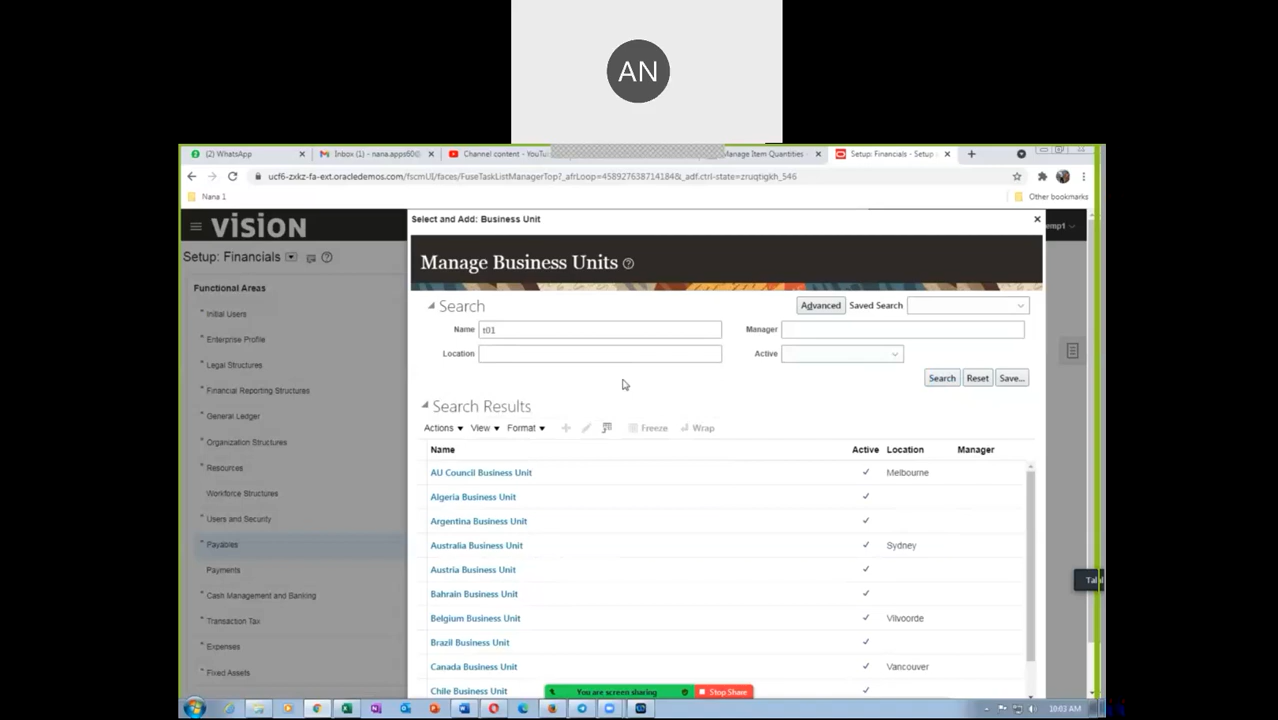 AN
(2) WhatsApp
Inbox (1) - nana.apps60@
Channel content - YouTu
Manage Item Quantities
Setup: Financials - Setup
ucf6-zxkz-fa-ext.oracledemos.com/fscmUI/faces/FuseTaskListManagerTop?_afrLoop=458927638714184&_adf.ctrl-state=zruqtigkh_546
Nana 1
Other bookmarks
VISION
Select and Add: Business Unit
emp1
Setup: Financials
Manage Business Units
Functional Areas
Initial Users
Enterprise Profile
Legal Structures
Financial Reporting Structures
General Ledger
Organization Structures
Resources
Workforce Structures
Users and Security
Payables
Payments
Cash Management and Banking
Transaction Tax
Expenses
Fixed Assets
Search
Advanced
Saved Search
Name
t01
Manager
Location
Active
Search
Reset
Save...
Search Results
Actions
View
Format
Freeze
Wrap
Name
Active
Location
Manager
AU Council Business Unit
Melbourne
Algeria Business Unit
Argentina Business Unit
Australia Business Unit
Sydney
Austria Business Unit
Bahrain Business Unit
Belgium Business Unit
Vilvoorde
Brazil Business Unit
Canada Business Unit
Vancouver
Chile Business Unit
You are screen sharing
Stop Share
10:03 AM